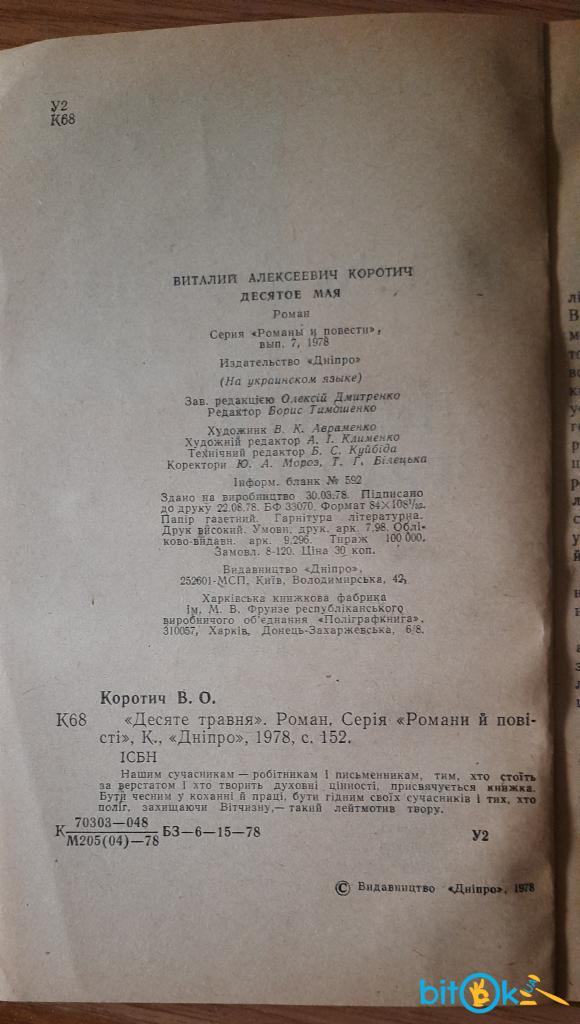 У2
К68
ВИТАЛИЙ АЛЕКСЕЕВИЧ КОРОТИЧ
ДЕСЯТОЕ МАЯ
Роман
Серия «Романы и повести»,
вып. 7, 1978
Издательство «Дніпро»
(На украинском языке)
Зав. редакцією Олексій Дмитренко
Редактор Борис Тимошенко
Художник В. К. Авраменко
Художній редактор А. І. Клименко
Технічний редактор Б. С. Куйбіда
Коректори Ю. А. Мороз, Т. Г. Білецька
Інформ. бланк № 592
Здано на виробництво 30.03.78. Підписано
до друку 22.08.78. БФ 33070. Формат 84×108¹/₃₂.
Папір газетний. Гарнітура літературна.
Друк високий. Умовн. друк. арк. 7,98. Облі-
ково-видавн. арк. 9,296. Тираж 100 000.
Замовл. 8-120. Ціна 30 коп.
Видавництво «Дніпро»,
252601-МСП, Київ, Володимирська, 42.
Харківська книжкова фабрика
ім. М. В. Фрунзе республіканського
виробничого об'єднання «Поліграфкнига»,
310057, Харків, Донець-Захаржевська, 6/8.
Коротич В. О.
К68 «Десяте травня». Роман, Серія «Романи й пові-
сті», К., «Дніпро», 1978, с. 152.
ІСБН
Нашим сучасникам — робітникам і письменникам, тим, хто стоїть
за верстатом і хто творить духовні цінності, присвячується книжка.
Бути чесним у коханні й праці, бути гідним своїх сучасників і тих, хто
поліг, захищаючи Вітчизну,— такий лейтмотив твору.
К 70303—048
М205(04)—78 БЗ—6—15—78
У2
© Видавництво «Дніпро», 1978
bitok.UA